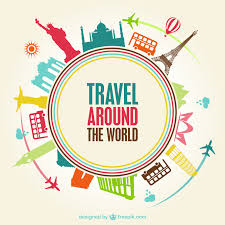 TRAVEL
AROUND
THE WORLD
designed by freepik.com